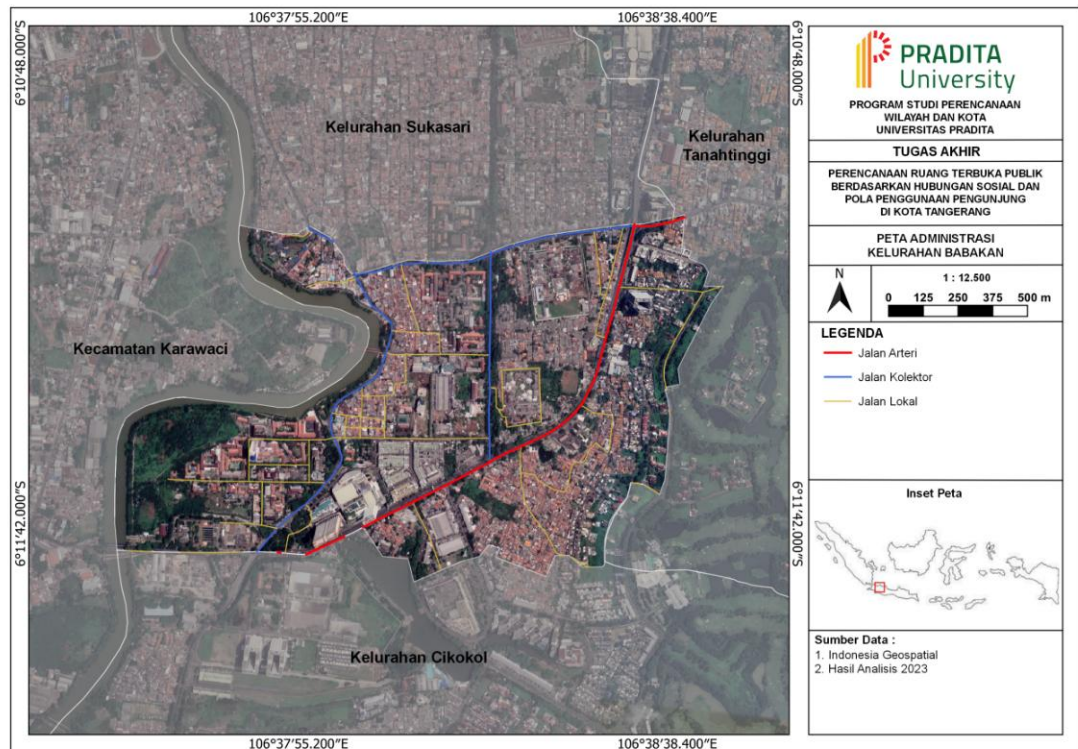 106°37'55.200"E
106°38'38.400"E
6°10'48.000"S
6°10'48.000"S
Kelurahan Sukasari
Kelurahan
Tanahtinggi
Kecamatan Karawaci
Kelurahan Cikokol
6°11'42.000"S
6°11'42.000"S
106°37'55.200"E
106°38'38.400"E
PRADITA
University
PROGRAM STUDI PERENCANAAN
WILAYAH DAN KOTA
UNIVERSITAS PRADITA
TUGAS AKHIR
PERENCANAAN RUANG TERBUKA PUBLIK
BERDASARKAN HUBUNGAN SOSIAL DAN
POLA PENGGUNAAN PENGUNJUNG
DI KOTA TANGERANG
PETA ADMINISTRASI
KELURAHAN BABAKAN
N
1 : 12.500
0 125 250 375 500 m
LEGENDA
Jalan Arteri
Jalan Kolektor
Jalan Lokal
Inset Peta
Sumber Data :
1. Indonesia Geospatial
2. Hasil Analisis 2023